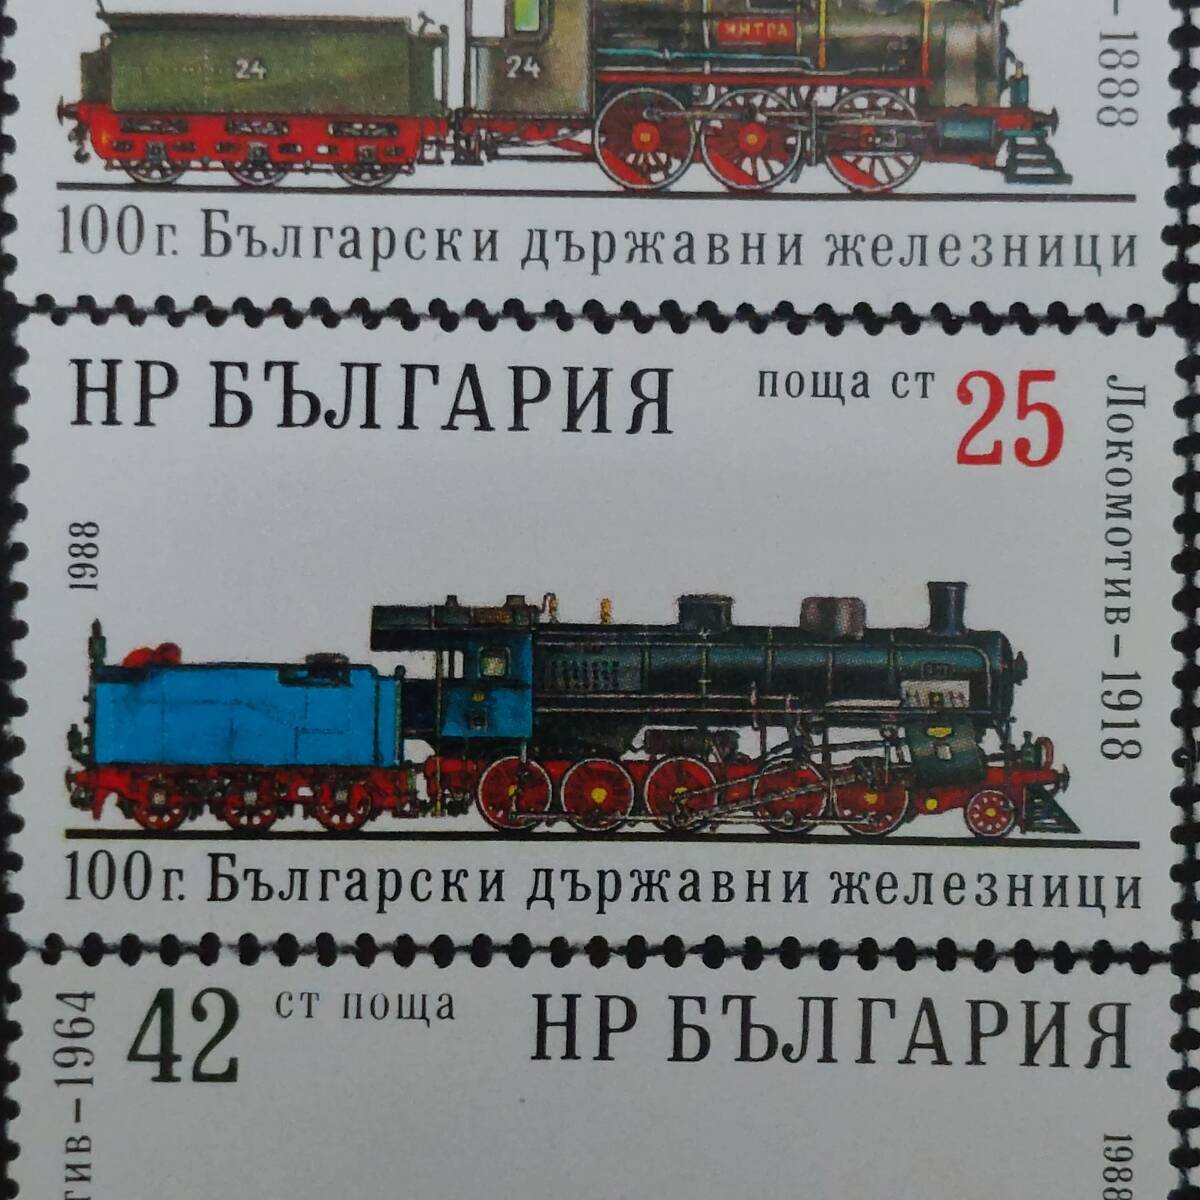 24
24
ЯНТРА
–1888
100г. Български държавни железници
НР БЪЛГАРИЯ
поща ст 25
Локомотив–1918
1988
100г. Български държавни железници
тив–1964
42 ст поща
НР БЪЛГАРИЯ
1988